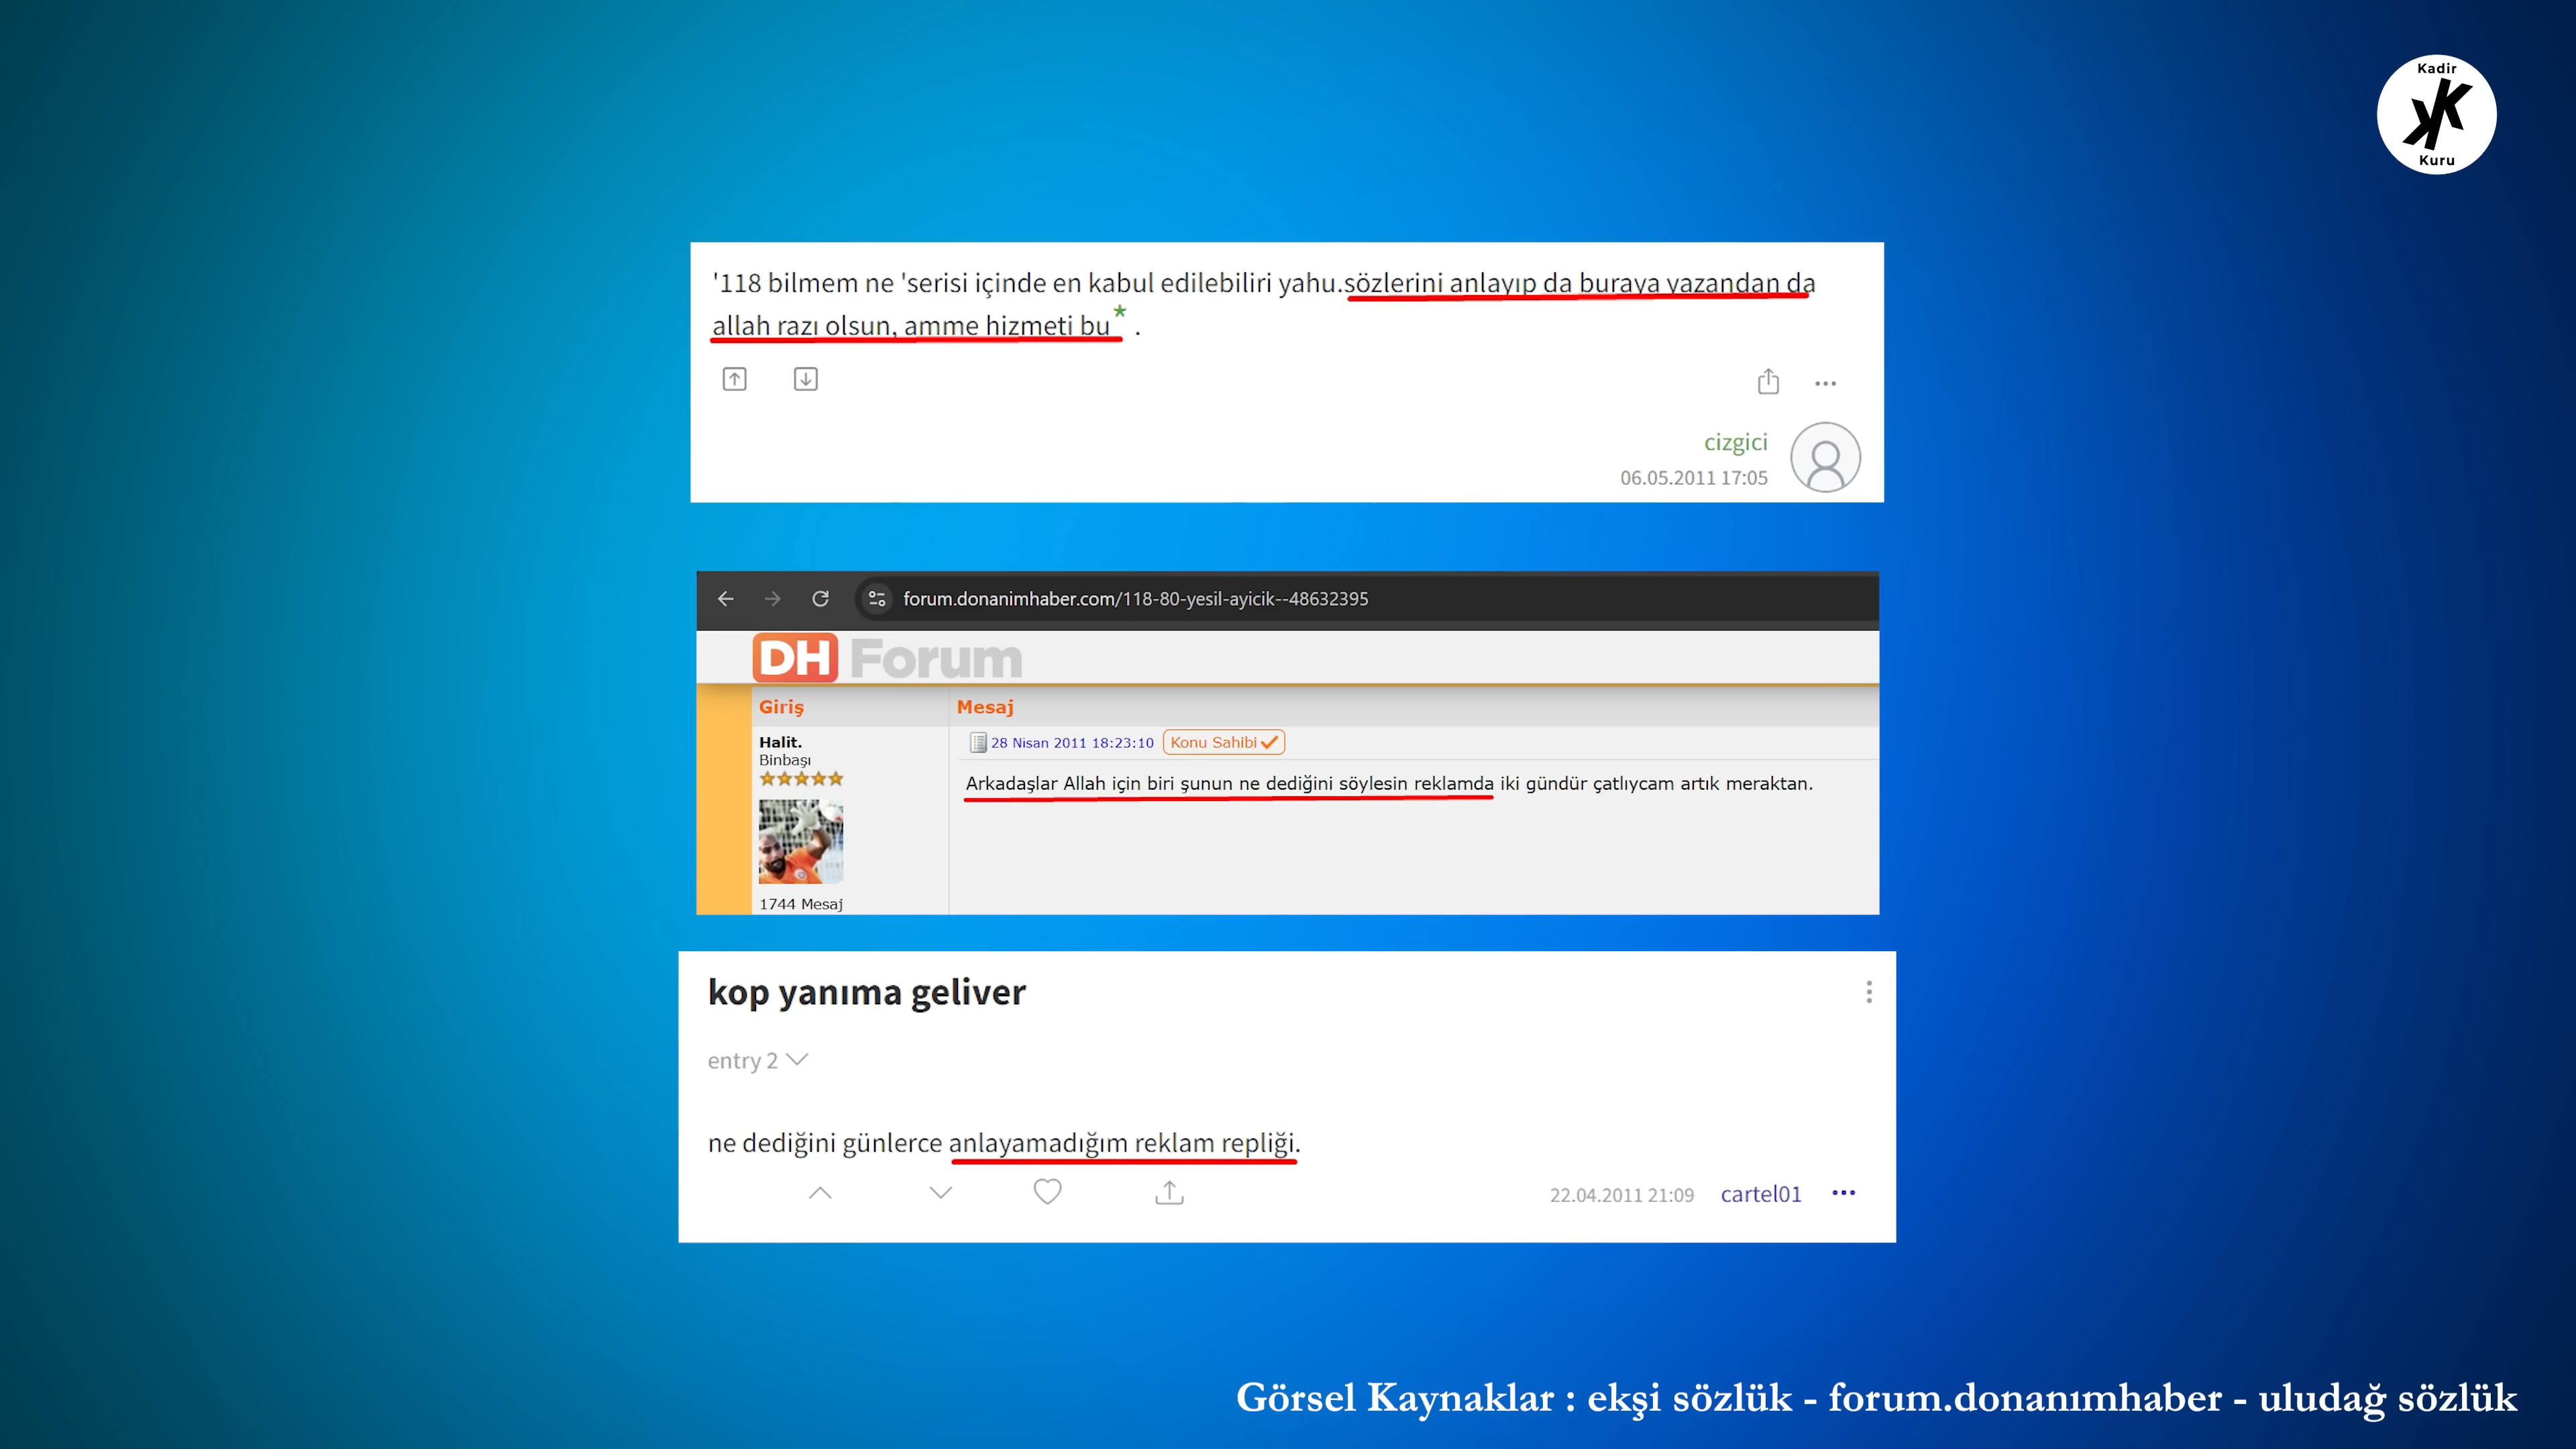 Kadir
KK
Kuru
'118 bilmem ne 'serisi içinde en kabul edilebiliri yahu.sözlerini anlayıp da buraya yazandan da
allah razı olsun, amme hizmeti bu* .
cizgici
06.05.2011 17:05
forum.donanimhaber.com/118-80-yesil-ayicik--48632395
DH Forum
Giriş Mesaj
Halit. 28 Nisan 2011 18:23:10 Konu Sahibi
Binbaşı
Arkadaşlar Allah için biri şunun ne dediğini söylesin reklamda iki gündür çatlıycam artık meraktan.
1744 Mesaj
kop yanıma geliver
entry 2
ne dediğini günlerce anlayamadığım reklam repliği.
22.04.2011 21:09 cartel01
Görsel Kaynaklar : ekşi sözlük - forum.donanımhaber - uludağ sözlük